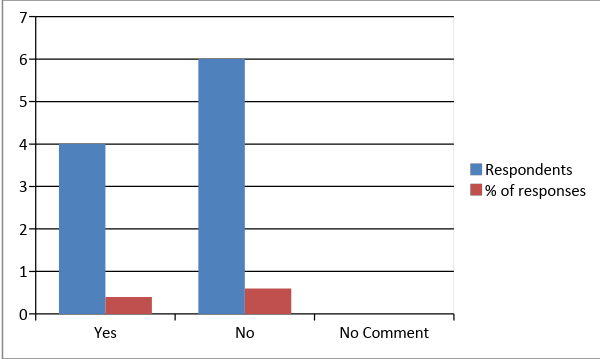 7
6
5
4
3
2
1
0
Yes
No
No Comment
Respondents
% of responses